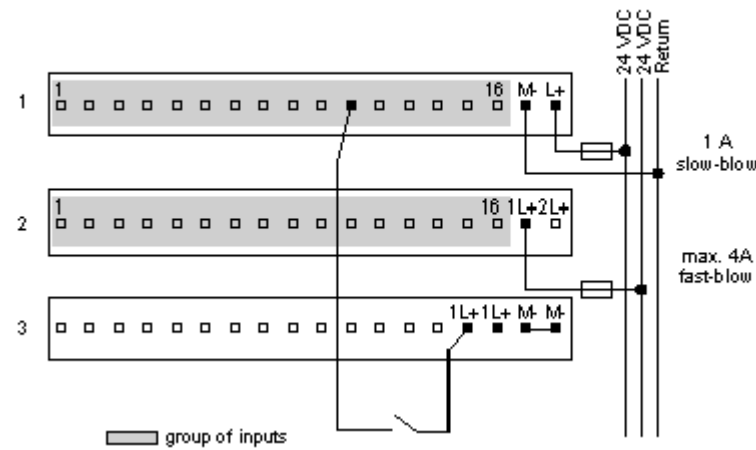 24 VDC
24 VDC
Return
1 16 M- L+
1
1 A
slow-blow
1 16 1L+ 2L+
2
max. 4A
fast-blow
1L+ 1L+ M- M-
3
group of inputs